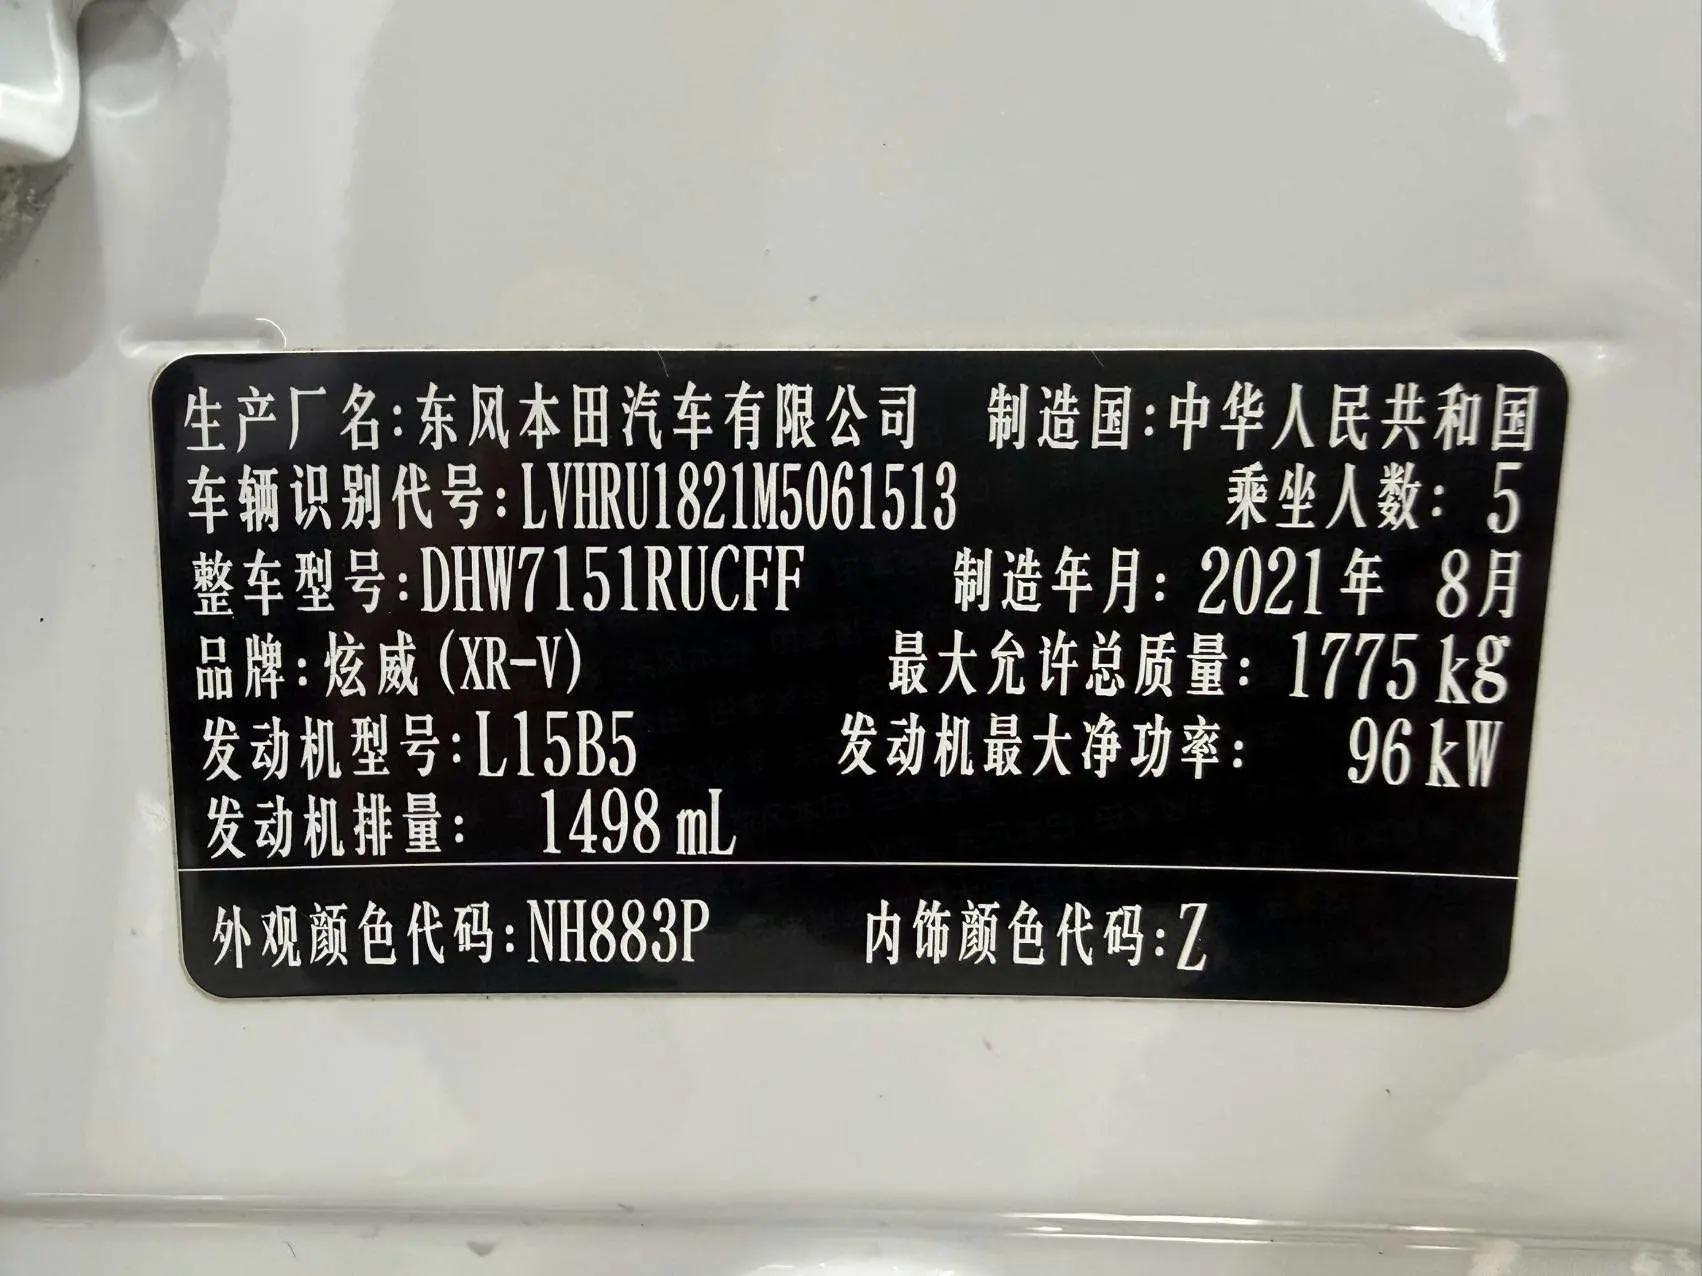 生产厂名:东风本田汽车有限公司 制造国:中华人民共和国
车辆识别代号:LVHRU1821M5061513 乘坐人数: 5
整车型号:DHW7151RUCFF 制造年月: 2021年 8月
品牌:炫威(XR-V) 最大允许总质量: 1775kg
发动机型号:L15B5 发动机最大净功率: 96kW
发动机排量: 1498mL
外观颜色代码:NH883P 内饰颜色代码:Z